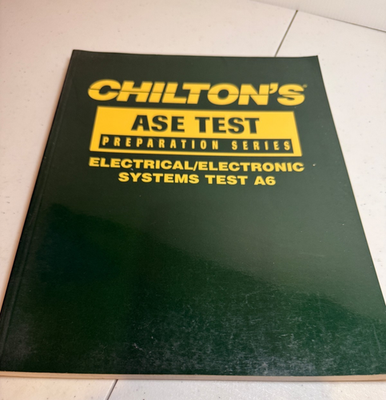 CHILTON'S
ASE TEST
PREPARATION SERIES
ELECTRICAL/ELECTRONIC
SYSTEMS TEST A6